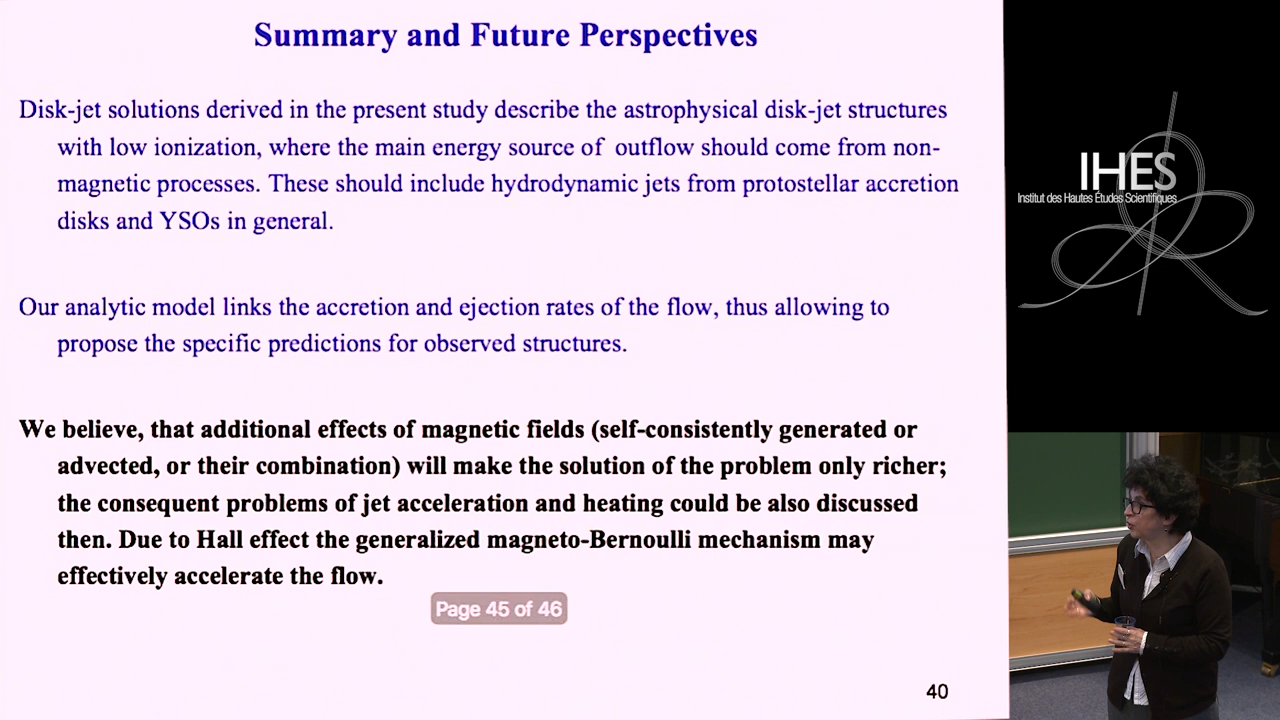 Summary and Future Perspectives
Disk-jet solutions derived in the present study describe the astrophysical disk-jet structures
with low ionization, where the main energy source of outflow should come from non-
magnetic processes. These should include hydrodynamic jets from protostellar accretion
disks and YSOs in general.
Our analytic model links the accretion and ejection rates of the flow, thus allowing to
propose the specific predictions for observed structures.
We believe, that additional effects of magnetic fields (self-consistently generated or
advected, or their combination) will make the solution of the problem only richer;
the consequent problems of jet acceleration and heating could be also discussed
then. Due to Hall effect the generalized magneto-Bernoulli mechanism may
effectively accelerate the flow.
Page 45 of 46
40
IHES
Institut des Hautes Études Scientifiques